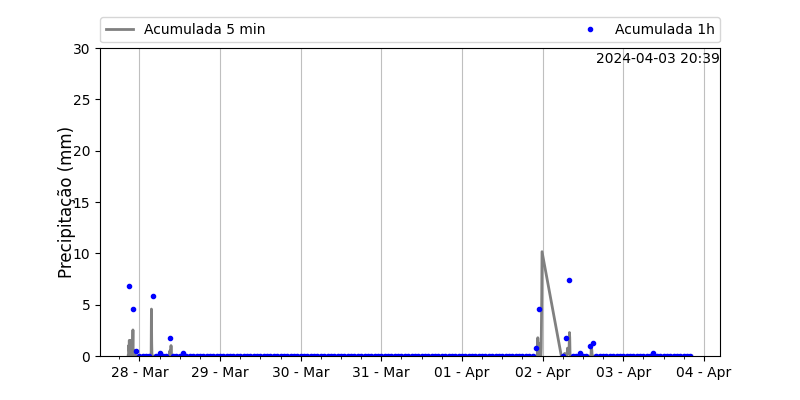 Acumulada 5 min
Acumulada 1h
2024-04-03 20:39
Precipitação (mm)
30
25
20
15
10
5
0
28 - Mar
29 - Mar
30 - Mar
31 - Mar
01 - Apr
02 - Apr
03 - Apr
04 - Apr